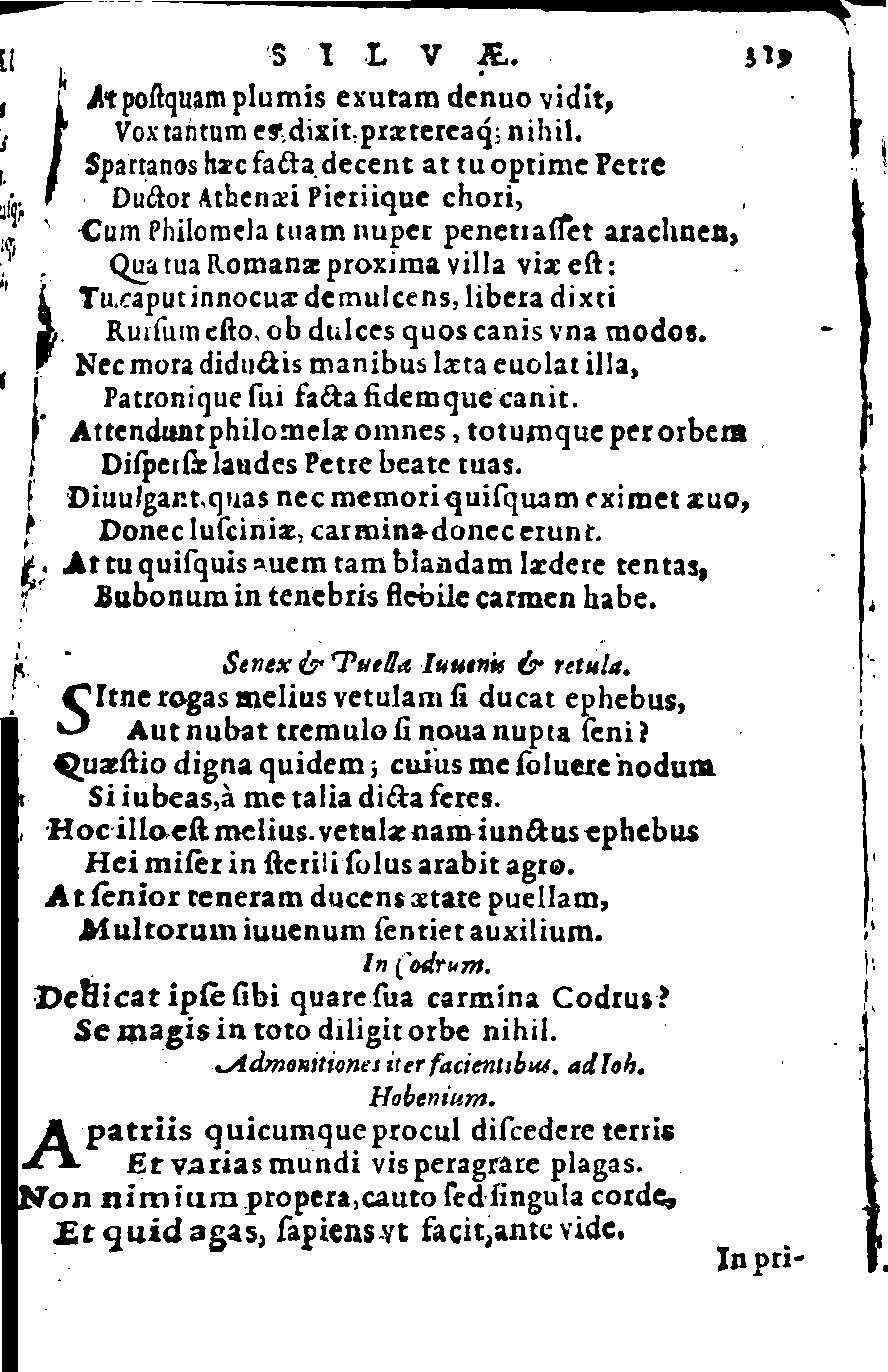 SILVÆ. 319
At poſtquam plumis exutam denuo vidit,
Vox tantum es, dixit, prætereaq́; nihil.
Spartanos hæc facta decent at tu optime Petre
Ductor Athenæi Pieriique chori,
Cum Philomela tuam nuper penetraſſet arachnen,
Qua tua Romanæ proxima villa viæ eſt:
Tu caput innocuæ demulcens, libera dixti
Rurſum eſto, ob dulces quos canis vna modos.
Nec mora diductis manibus læta euolat illa,
Patronique ſui facta fidemque canit.
Attendunt philomelæ omnes, totumque per orbem
Diſperſæ laudes Petre beate tuas.
Diuulgant, quas nec memori quiſquam eximet æuo,
Donec luſciniæ, carmina donec erunt.
At tu quiſquis auem tam blandam lædere tentas,
Bubonum in tenebris flebile carmen habe.
Senex & Puella Iuuenis & retula.
SItne rogas melius vetulam ſi ducat ephebus,
Aut nubat tremulo ſi noua nupta ſeni?
Quæſtio digna quidem; cuius me ſoluere nodum
Si iubeas, à me talia dicta feres.
Hoc illo eſt melius. vetulæ nam iunctus ephebus
Hei miſer in ſterili ſolus arabit agro.
At ſenior teneram ducens ætate puellam,
Multorum iuuenum ſentiet auxilium.
In Codrum.
Dedicat ipſe ſibi quare ſua carmina Codrus?
Se magis in toto diligit orbe nihil.
Admonitiones iter facientibus. ad Ioh.
Hobenium.
A patriis quicumque procul diſcedere terris
Et varias mundi vis peragrare plagas.
Non nimium propera, cauto ſed ſingula corde,
Et quid agas, ſapiens vt facit, ante vide.
In pri-